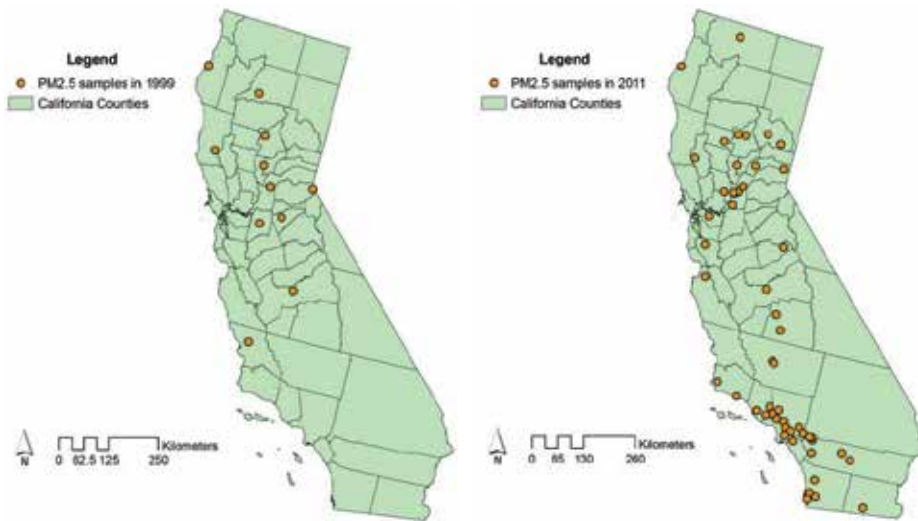 Legend
PM2.5 samples in 1999
California Counties
N
Kilometers
0 62.5 125 250
Legend
PM2.5 samples in 2011
California Counties
N
Kilometers
0 65 130 260